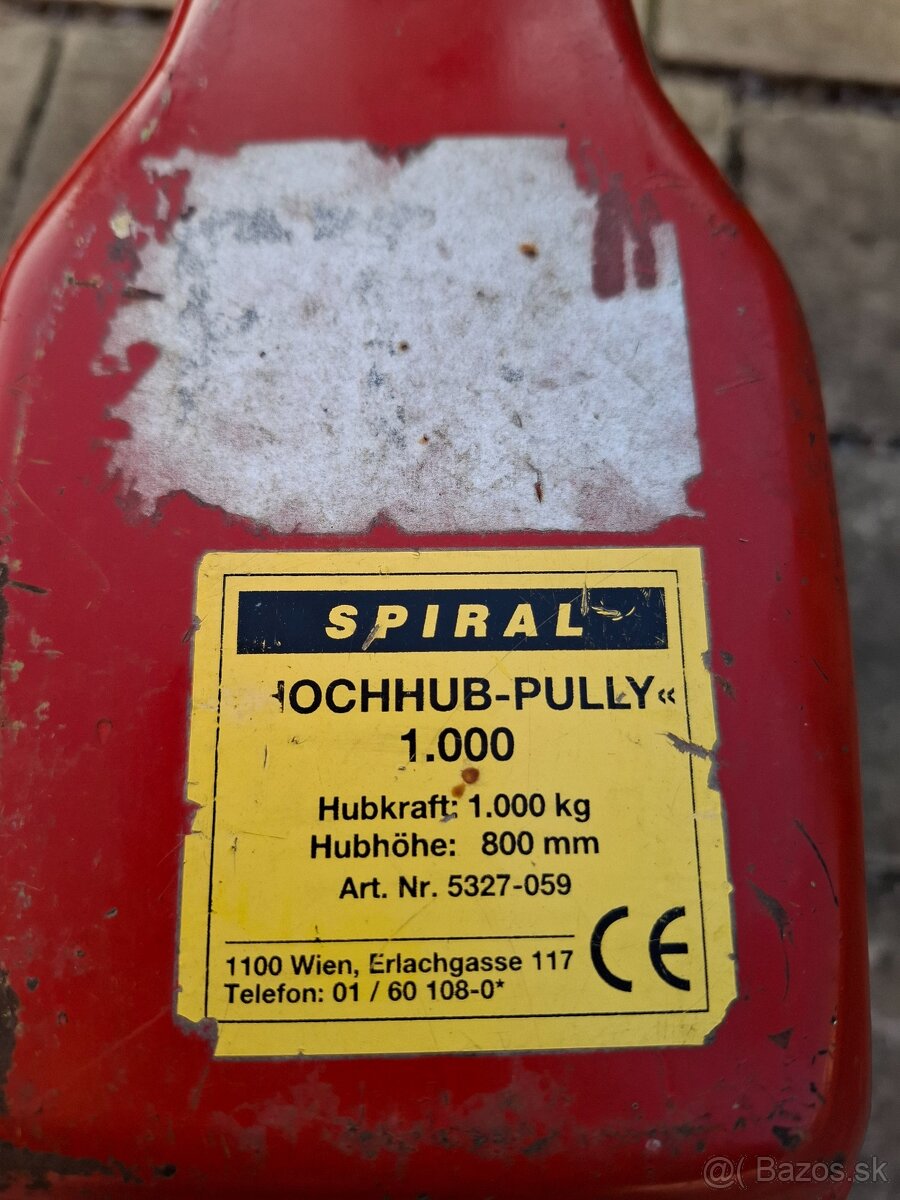 SPIRAL
HOCHHUB-PULLY«
1.000
Hubkraft: 1.000 kg
Hubhöhe: 800 mm
Art. Nr. 5327-059
1100 Wien, Erlachgasse 117
Telefon: 01 / 60 108-0*
CE
@( Bazos.sk